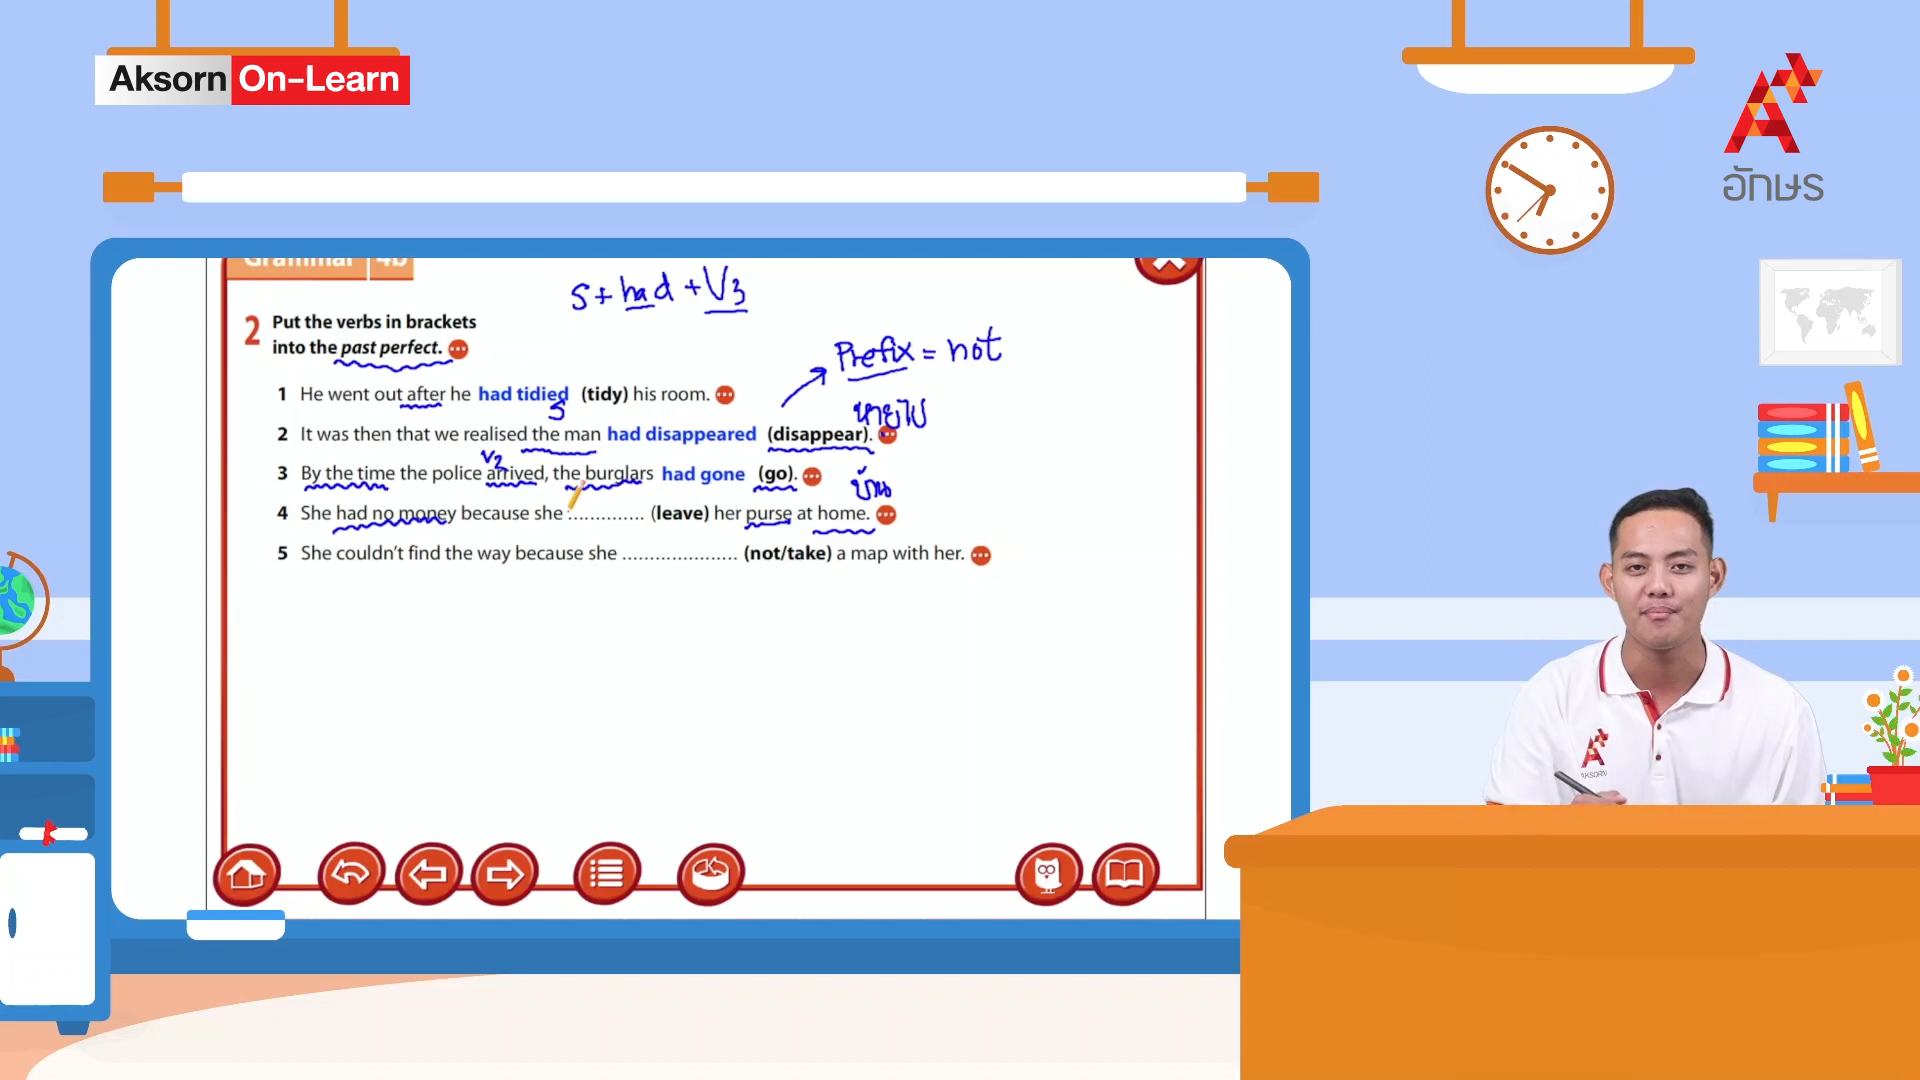 Aksorn On-Learn
อักษร
Grammar 4b
S + had + V3
2 Put the verbs in brackets
into the past perfect.
Prefix = not
1 He went out after he had tidied (tidy) his room.
S
หายไป
2 It was then that we realised the man had disappeared (disappear).
V2
3 By the time the police arrived, the burglars had gone (go).
บ้าน
4 She had no money because she .............. (leave) her purse at home.
5 She couldn't find the way because she ..................... (not/take) a map with her.
AKSORN